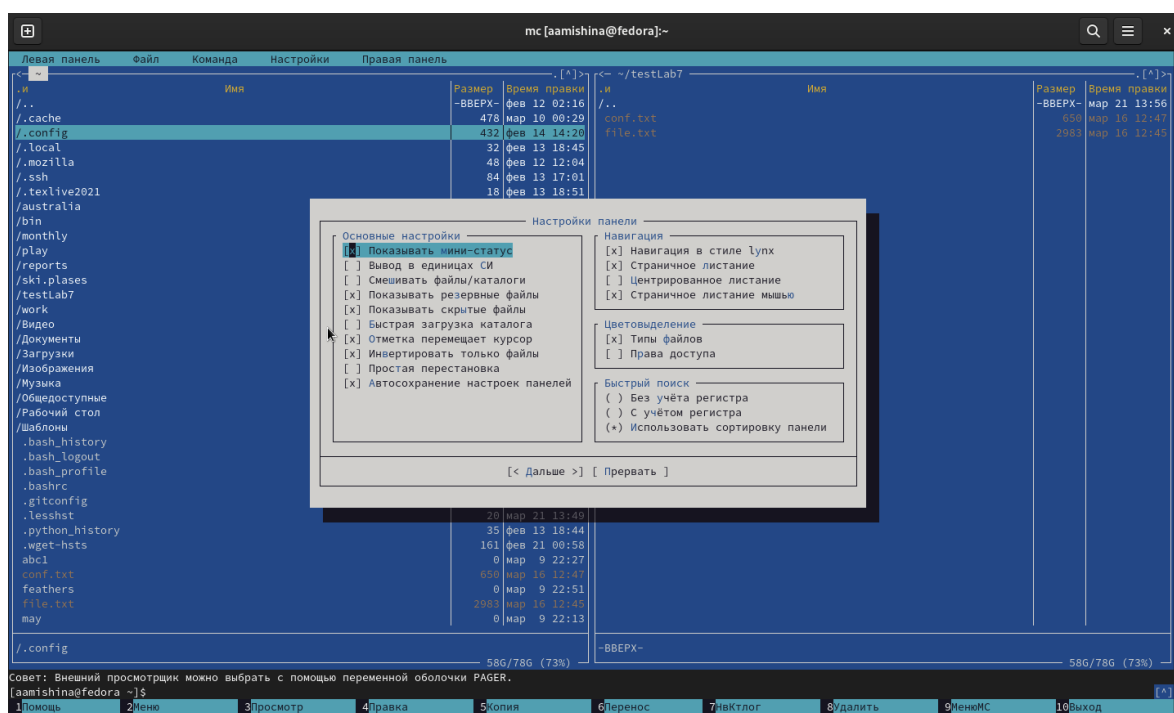 mc [aamishina@fedora]:~
Левая панель Файл Команда Настройки Правая панель
<─ ~ .[^]> <─ ~/testLab7 .[^]>
.и Имя Размер Время правки .и Имя Размер Время правки
/.. -ВВЕРХ- фев 12 02:16 /.. -ВВЕРХ- мар 21 13:56
/.cache 478 мар 10 00:29 conf.txt 650 мар 16 12:47
/.config 432 фев 14 14:20 file.txt 2983 мар 16 12:45
/.local 32 фев 13 18:45
/.mozilla 48 фев 12 12:04
/.ssh 84 фев 13 17:01
/.texlive2021 18 фев 13 18:51
/australia
/bin
/monthly
/play
/reports
/ski.plases
/testLab7
/work
/Видео
/Документы
/Загрузки
/Изображения
/Музыка
/Общедоступные
/Рабочий стол
/Шаблоны
.bash_history
.bash_logout
.bash_profile
.bashrc
.gitconfig
.lesshst 20 мар 21 13:49
.python_history 35 фев 13 18:44
.wget-hsts 161 фев 21 00:58
abc1 0 мар 9 22:27
conf.txt 650 мар 16 12:47
feathers 0 мар 9 22:51
file.txt 2983 мар 16 12:45
may 0 мар 9 22:13
Настройки панели
Основные настройки
[x] Показывать мини-статус
[ ] Вывод в единицах СИ
[ ] Смешивать файлы/каталоги
[x] Показывать резервные файлы
[x] Показывать скрытые файлы
[ ] Быстрая загрузка каталога
[x] Отметка перемещает курсор
[x] Инвертировать только файлы
[ ] Простая перестановка
[x] Автосохранение настроек панелей
Навигация
[x] Навигация в стиле lynx
[x] Страничное листание
[ ] Центрированное листание
[x] Страничное листание мышью
Цветовыделение
[x] Типы файлов
[ ] Права доступа
Быстрый поиск
( ) Без учёта регистра
( ) С учётом регистра
(*) Использовать сортировку панели
[< Дальше >] [ Прервать ]
/.config -ВВЕРХ-
58G/78G (73%) 58G/78G (73%)
Совет: Внешний просмотрщик можно выбрать с помощью переменной оболочки PAGER.
[aamishina@fedora ~]$ [^]
1Помощь 2Меню 3Просмотр 4Правка 5Копия 6Перенос 7НвКтлог 8Удалить 9МенюMC 10Выход